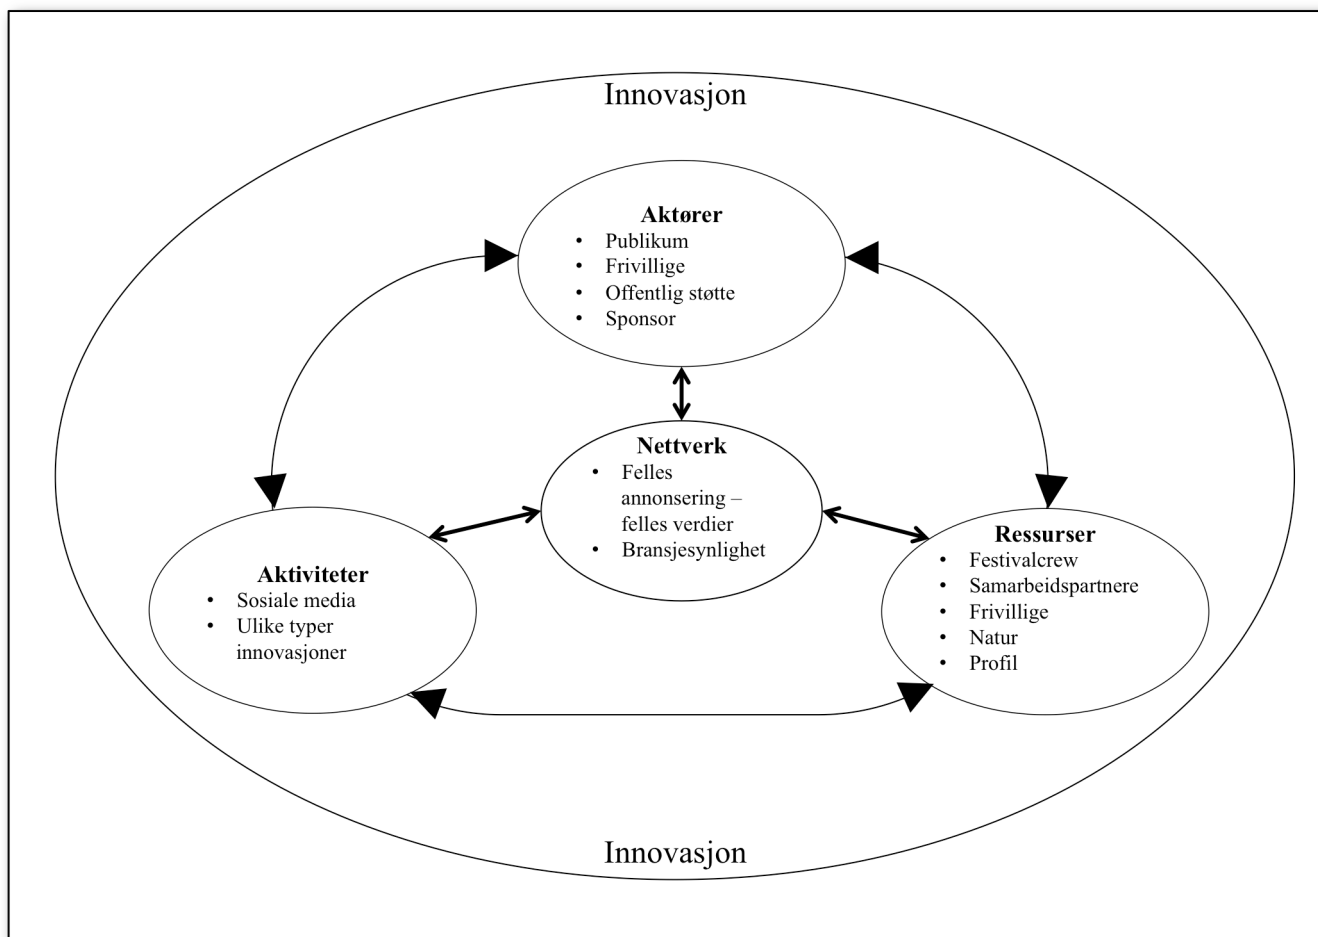 Innovasjon
Aktører
• Publikum
• Frivillige
• Offentlig støtte
• Sponsor
Nettverk
• Felles
annonsering –
felles verdier
• Bransjesynlighet
Aktiviteter
• Sosiale media
• Ulike typer
innovasjoner
Ressurser
• Festivalcrew
• Samarbeidspartnere
• Frivillige
• Natur
• Profil
Innovasjon